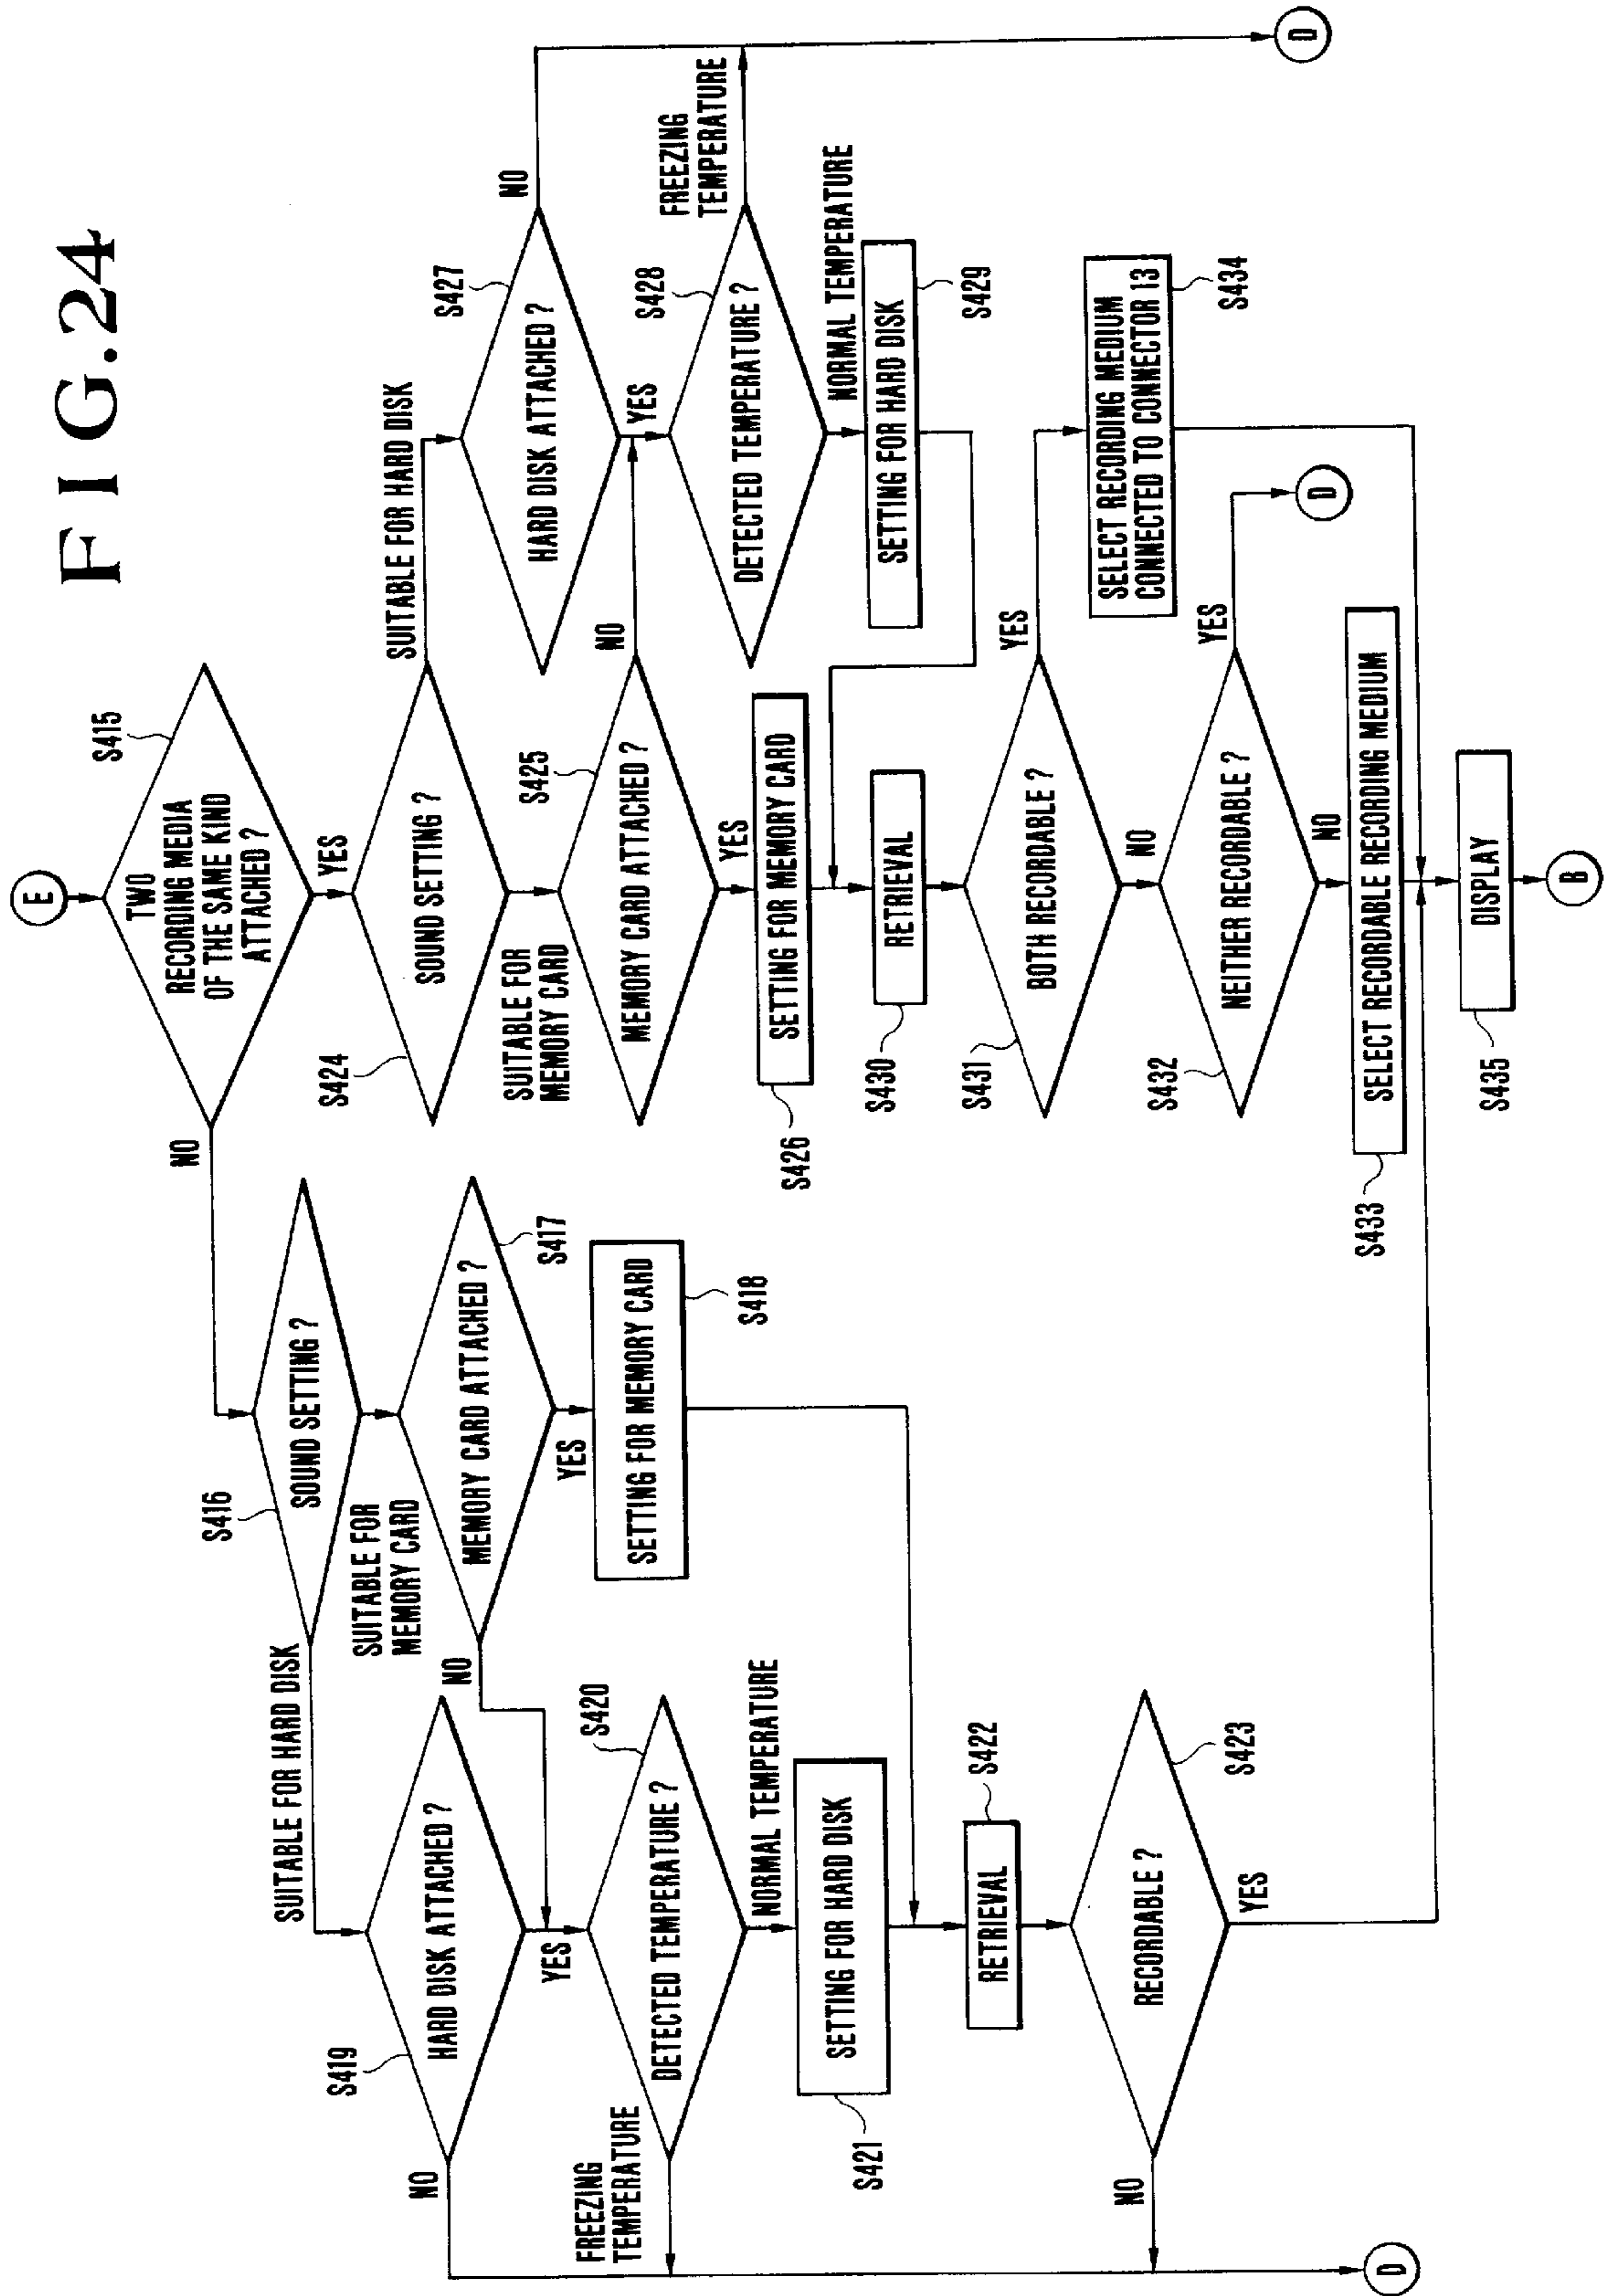 FIG.24
E
S415
TWO
RECORDING MEDIA
OF THE SAME KIND
ATTACHED ?
NO
YES
S416
SOUND SETTING ?
SUITABLE FOR HARD DISK
SUITABLE FOR
MEMORY CARD
S417
MEMORY CARD ATTACHED ?
NO
YES
S418
SETTING FOR MEMORY CARD
S419
HARD DISK ATTACHED ?
NO
YES
S420
DETECTED TEMPERATURE ?
FREEZING
TEMPERATURE
NORMAL TEMPERATURE
SETTING FOR HARD DISK
S421
S422
RETRIEVAL
RECORDABLE ?
S423
NO
YES
D
S424
SOUND SETTING ?
SUITABLE FOR HARD DISK
SUITABLE FOR
MEMORY CARD
S425
MEMORY CARD ATTACHED ?
NO
YES
SETTING FOR MEMORY CARD
S426
S427
HARD DISK ATTACHED ?
NO
YES
S428
DETECTED TEMPERATURE ?
FREEZING
TEMPERATURE
NORMAL TEMPERATURE
SETTING FOR HARD DISK
S429
D
RETRIEVAL
S430
BOTH RECORDABLE ?
S431
YES
NO
SELECT RECORDING MEDIUM
CONNECTED TO CONNECTOR 13
S434
NEITHER RECORDABLE ?
S432
YES
D
NO
SELECT RECORDABLE RECORDING MEDIUM
S433
DISPLAY
S435
B